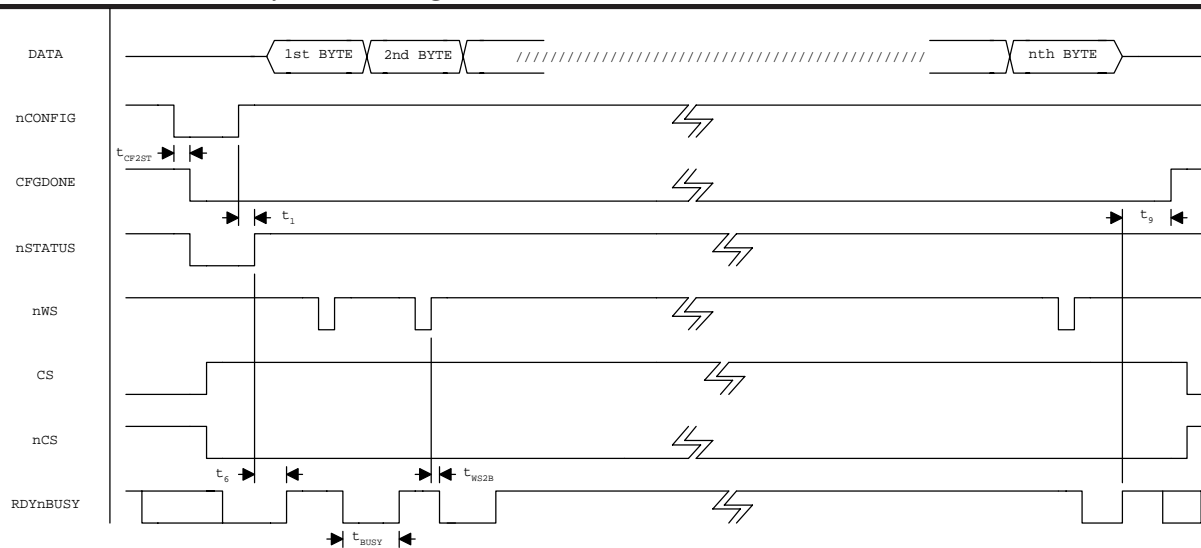 DATA
1st BYTE
2nd BYTE
nth BYTE
nCONFIG
tCF2ST
CFGDONE
t1
t9
nSTATUS
nWS
CS
nCS
t6
tWS2B
RDYnBUSY
tBUSY